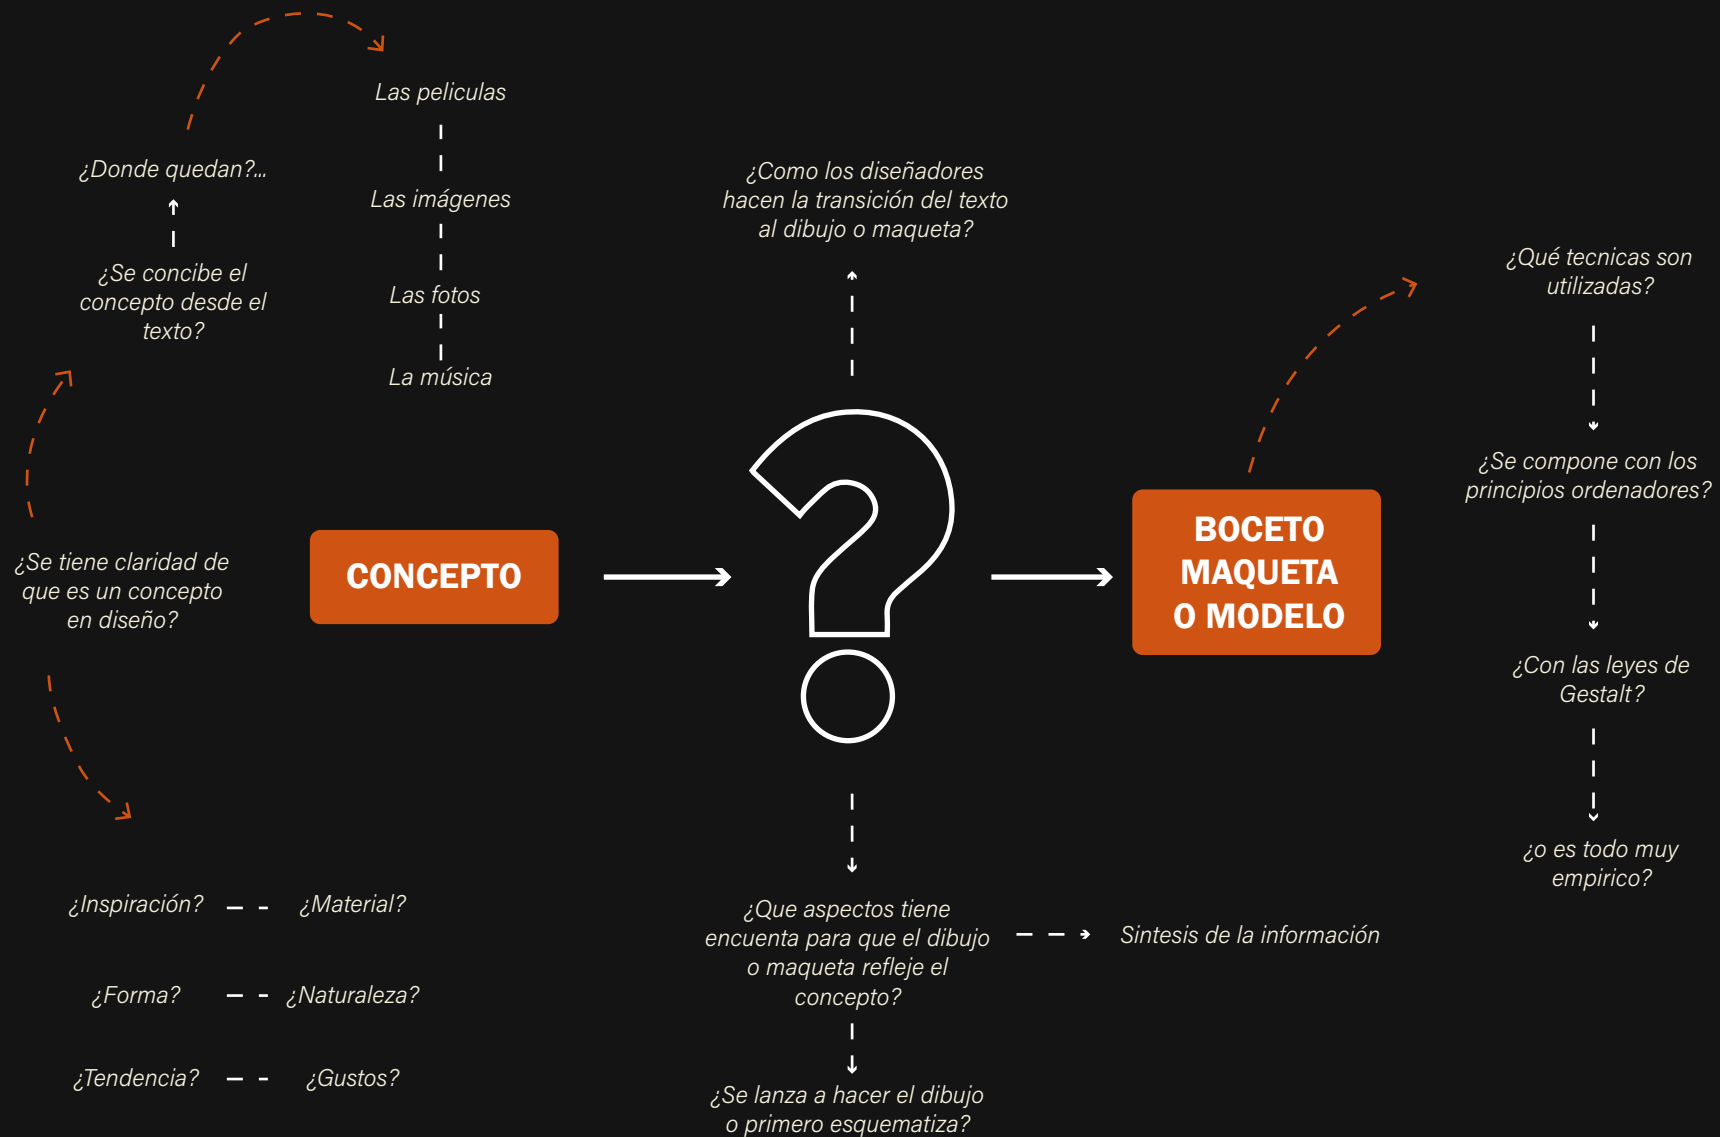 Las peliculas
¿Donde quedan?...
Las imágenes
¿Se concibe el
concepto desde el
texto?
Las fotos
La música
¿Se tiene claridad de
que es un concepto
en diseño?
CONCEPTO
¿Inspiración?
¿Material?
¿Forma?
¿Naturaleza?
¿Tendencia?
¿Gustos?
¿Como los diseñadores
hacen la transición del texto
al dibujo o maqueta?
?
¿Que aspectos tiene
encuenta para que el dibujo
o maqueta refleje el
concepto?
Sintesis de la información
¿Se lanza a hacer el dibujo
o primero esquematiza?
BOCETO
MAQUETA
O MODELO
¿Qué tecnicas son
utilizadas?
¿Se compone con los
principios ordenadores?
¿Con las leyes de
Gestalt?
¿o es todo muy
empirico?